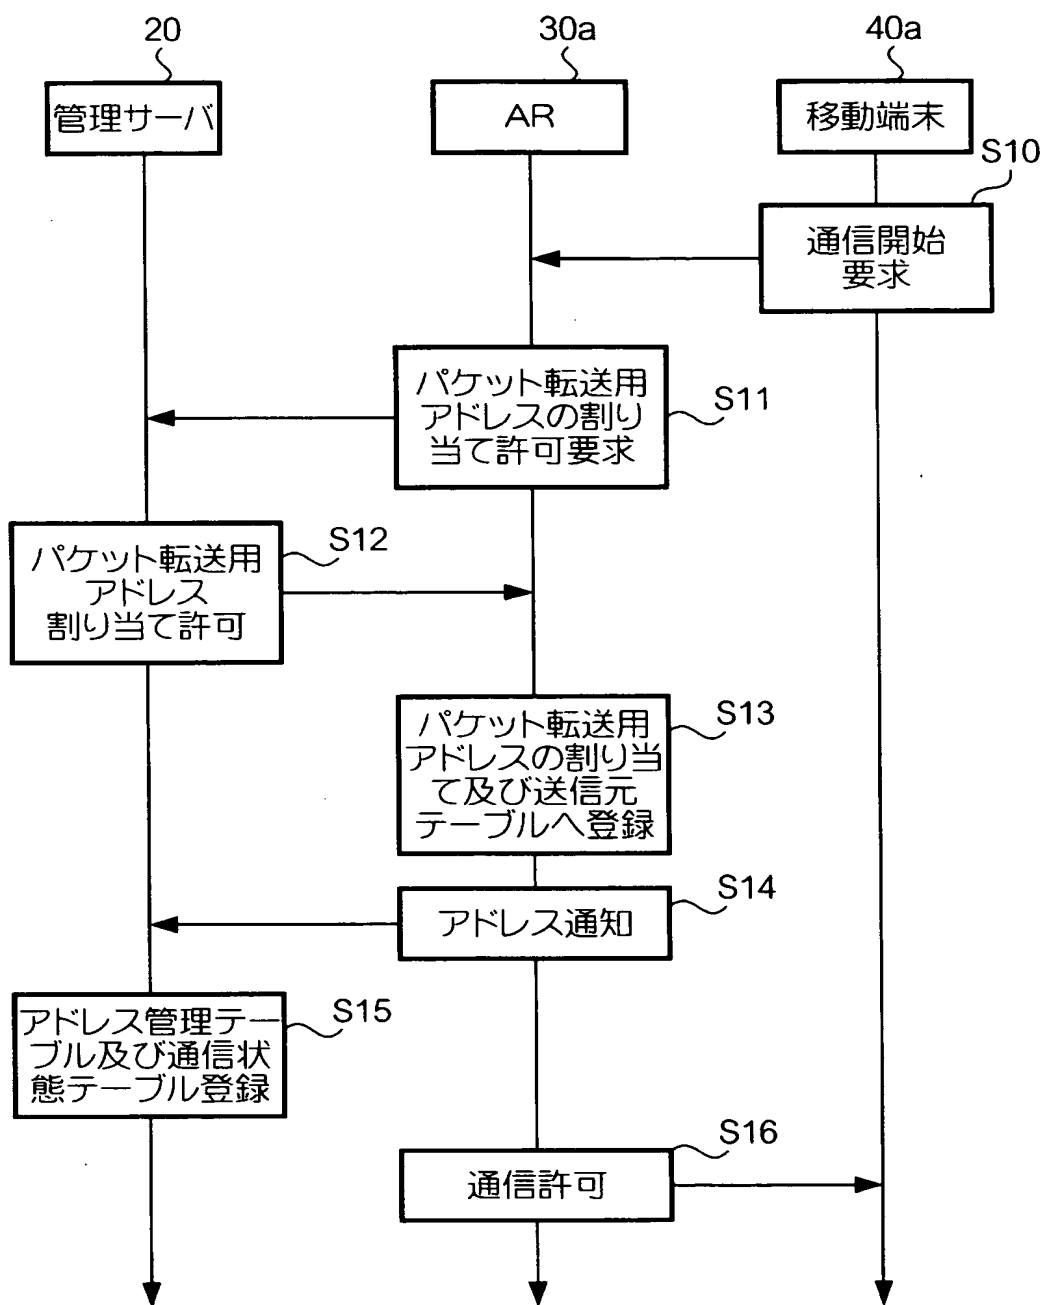 20
30a
40a
管理サーバ
AR
移動端末
S10
通信開始
要求
パケット転送用
アドレスの割り
当て許可要求
S11
パケット転送用
アドレス
割り当て許可
S12
パケット転送用
アドレスの割り当
て及び送信元
テーブルへ登録
S13
アドレス通知
S14
アドレス管理テー
ブル及び通信状
態テーブル登録
S15
通信許可
S16